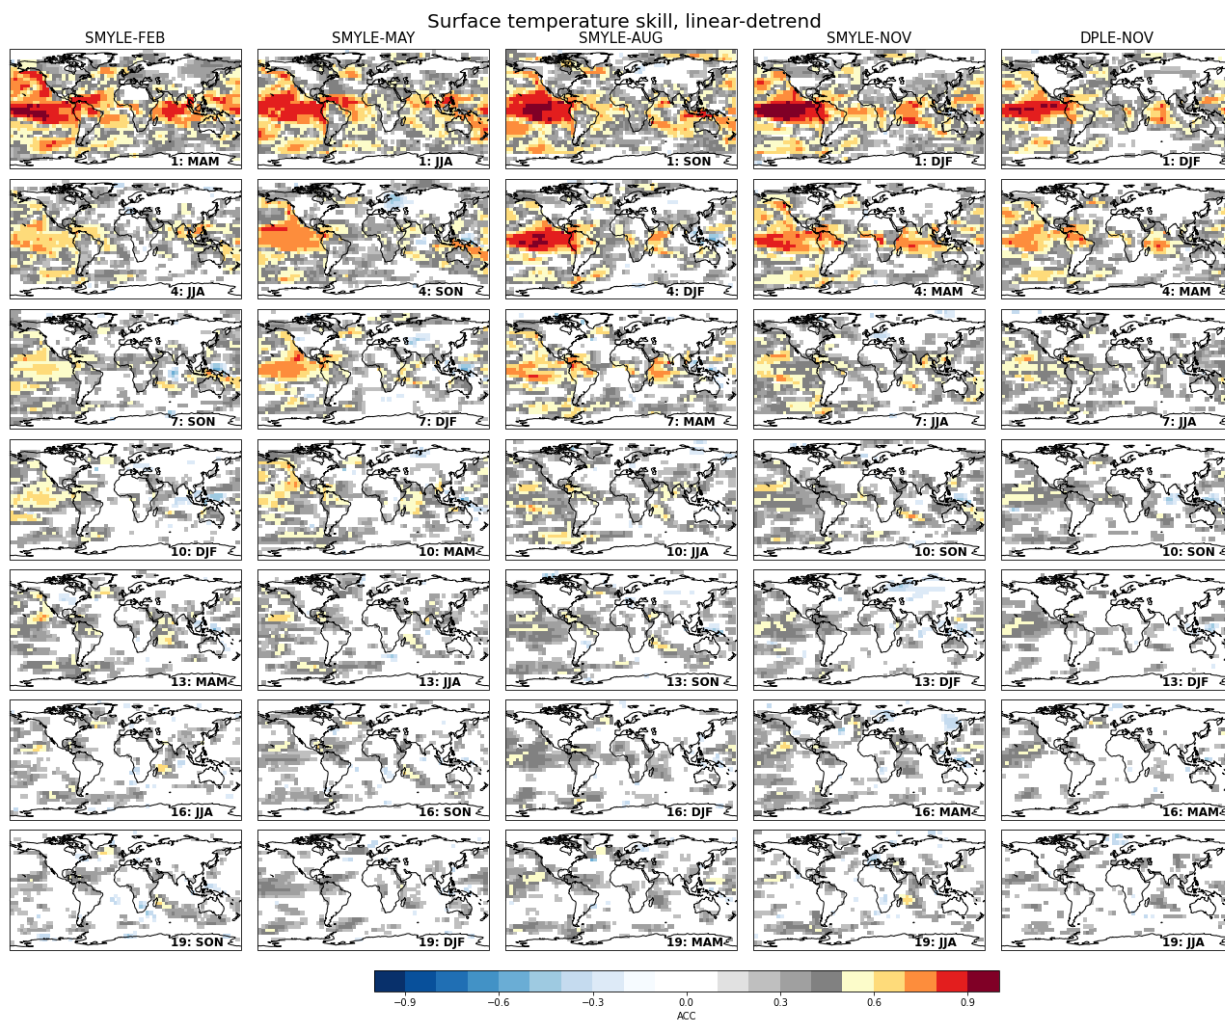 Surface temperature skill, linear-detrend
SMYLE-FEB SMYLE-MAY SMYLE-AUG SMYLE-NOV DPLE-NOV
1: MAM 1: JJA 1: SON 1: DJF 1: DJF
4: JJA 4: SON 4: DJF 4: MAM 4: MAM
7: SON 7: DJF 7: MAM 7: JJA 7: JJA
10: DJF 10: MAM 10: JJA 10: SON 10: SON
13: MAM 13: JJA 13: SON 13: DJF 13: DJF
16: JJA 16: SON 16: DJF 16: MAM 16: MAM
19: SON 19: DJF 19: MAM 19: JJA 19: JJA
−0.9 −0.6 −0.3 0.0 0.3 0.6 0.9
ACC